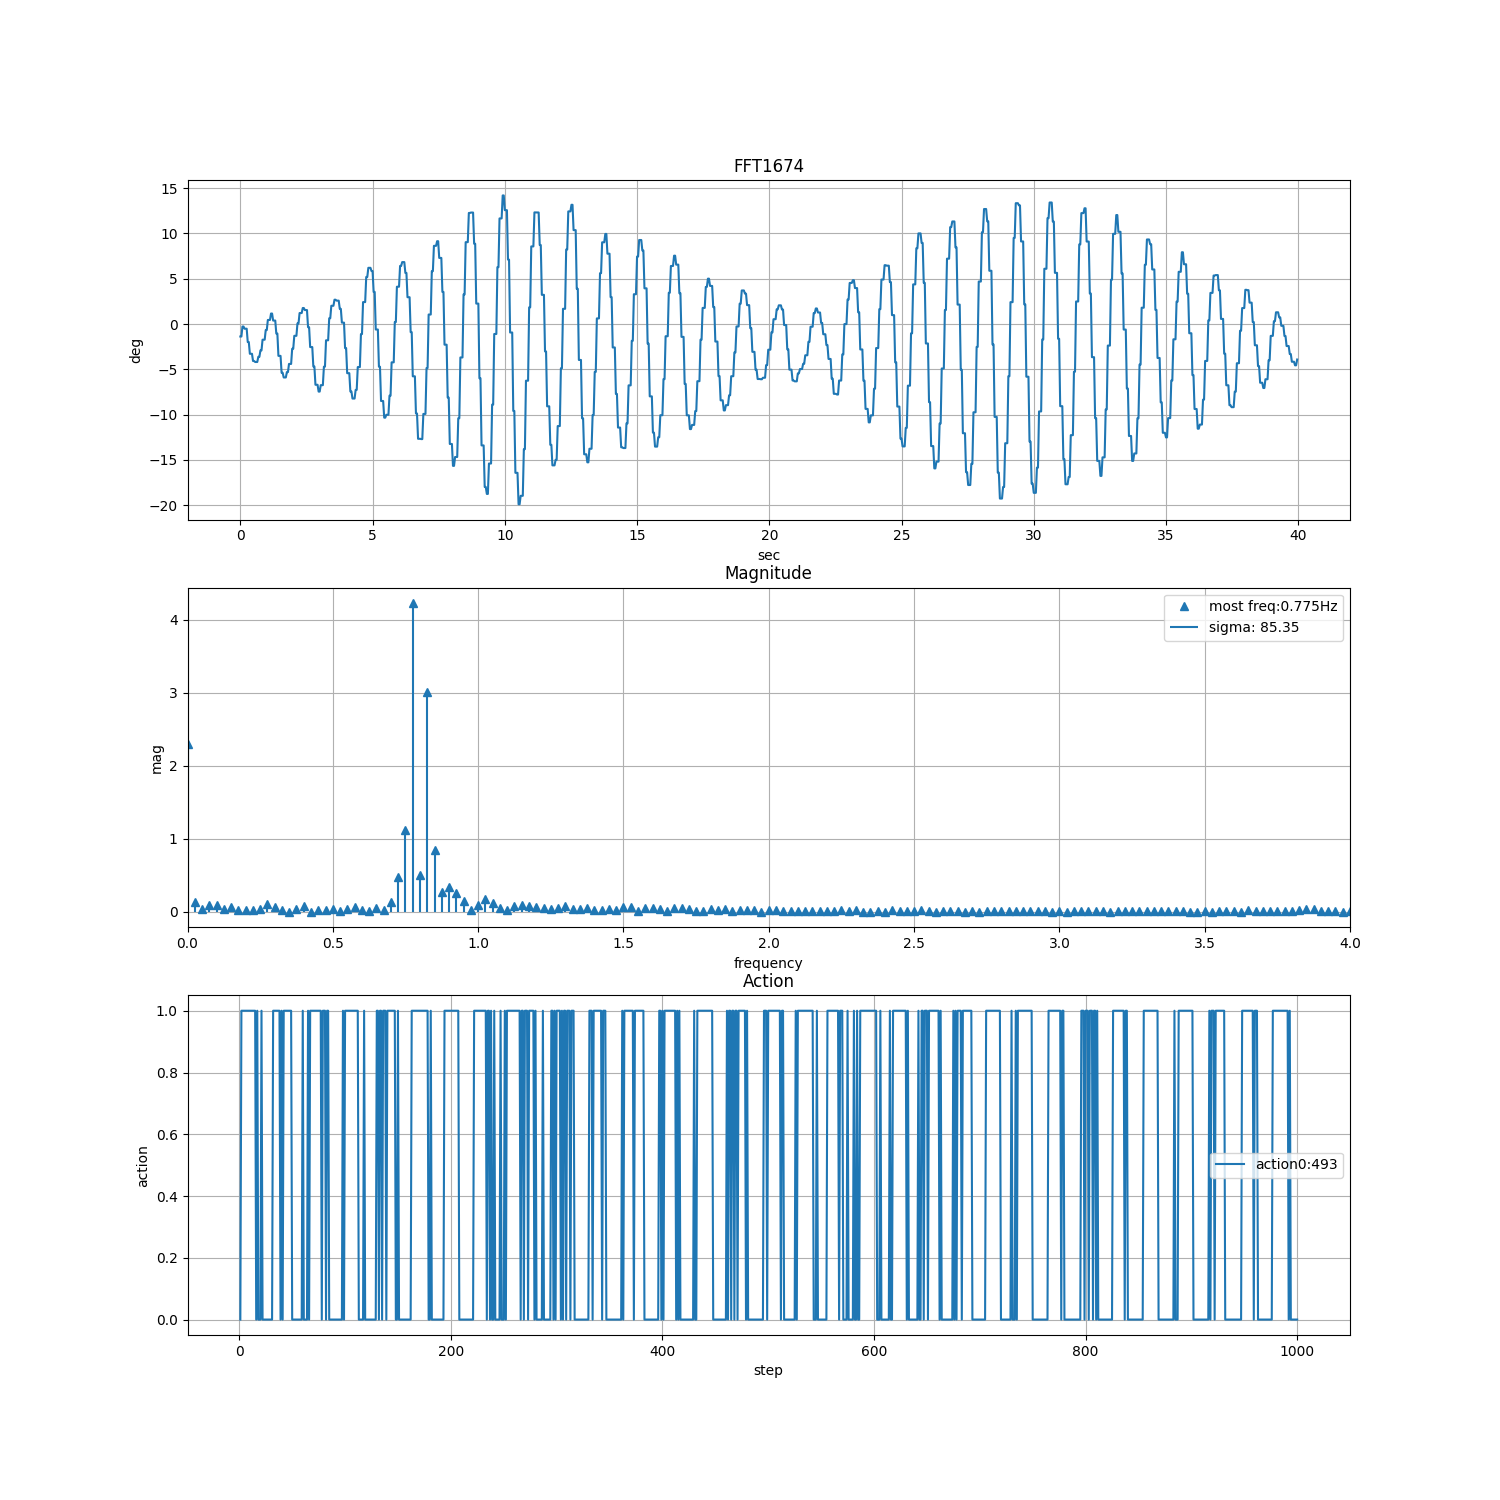 FFT1674
15
10
5
0
−5
−10
−15
−20
deg
0 5 10 15 20 25 30 35 40
sec
Magnitude
4
3
2
1
0
mag
most freq:0.775Hz
sigma: 85.35
0.0 0.5 1.0 1.5 2.0 2.5 3.0 3.5 4.0
frequency
Action
1.0
0.8
0.6
0.4
0.2
0.0
action
action0:493
0 200 400 600 800 1000
step